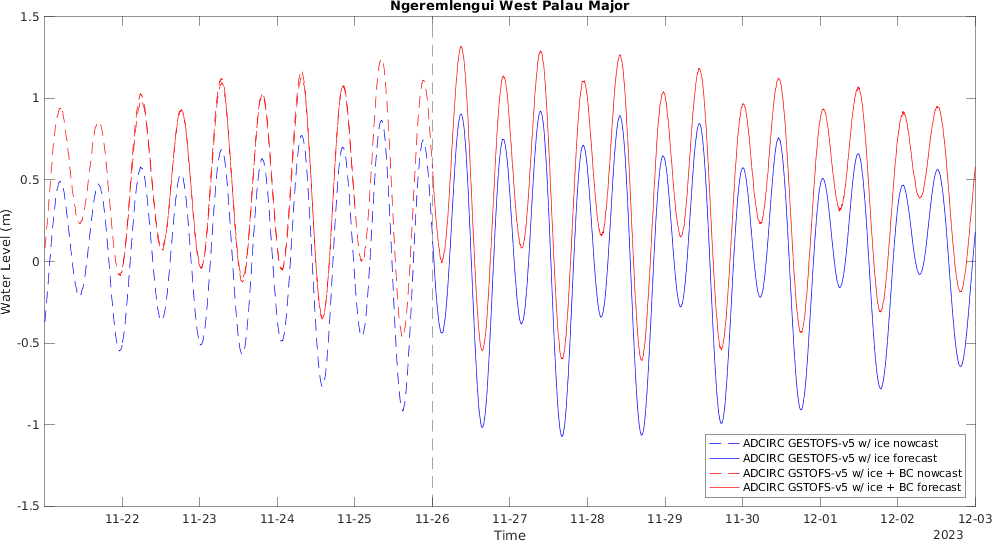 Ngeremlengui West Palau Major
1.5
1
0.5
0
-0.5
-1
-1.5
Water Level (m)
ADCIRC GESTOFS-v5 w/ ice nowcast
ADCIRC GESTOFS-v5 w/ ice forecast
ADCIRC GSTOFS-v5 w/ ice + BC nowcast
ADCIRC GSTOFS-v5 w/ ice + BC forecast
11-22 11-23 11-24 11-25 11-26 11-27 11-28 11-29 11-30 12-01 12-02 12-03
Time
2023